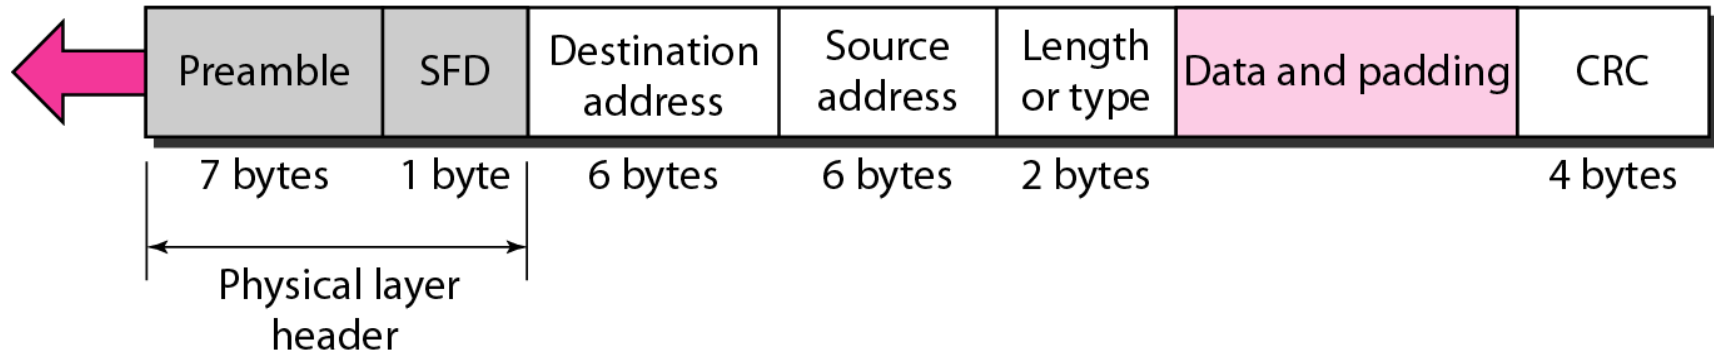 Preamble
SFD
Destination
address
Source
address
Length
or type
Data and padding
CRC
7 bytes
1 byte
6 bytes
6 bytes
2 bytes
4 bytes
Physical layer
header